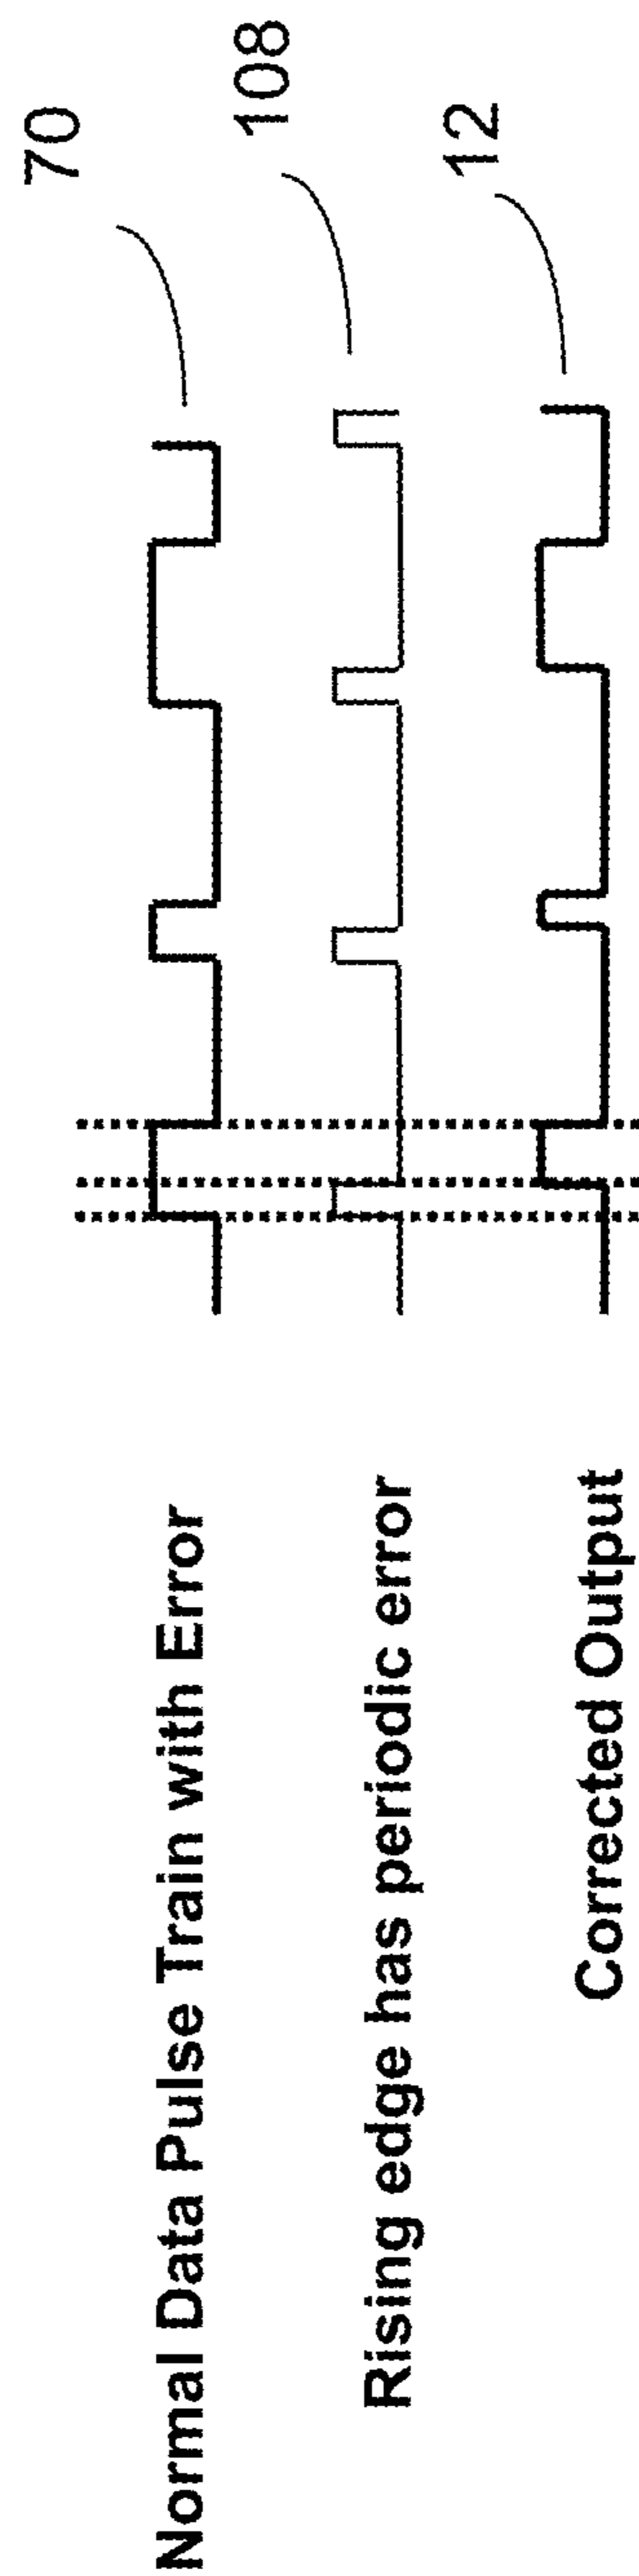 Normal Data Pulse Train with Error
70
Rising edge has periodic error
108
Corrected Output
12